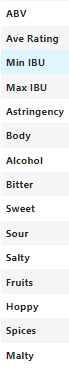 ABV
Ave Rating
Min IBU
Max IBU
Astringency
Body
Alcohol
Bitter
Sweet
Sour
Salty
Fruits
Hoppy
Spices
Malty